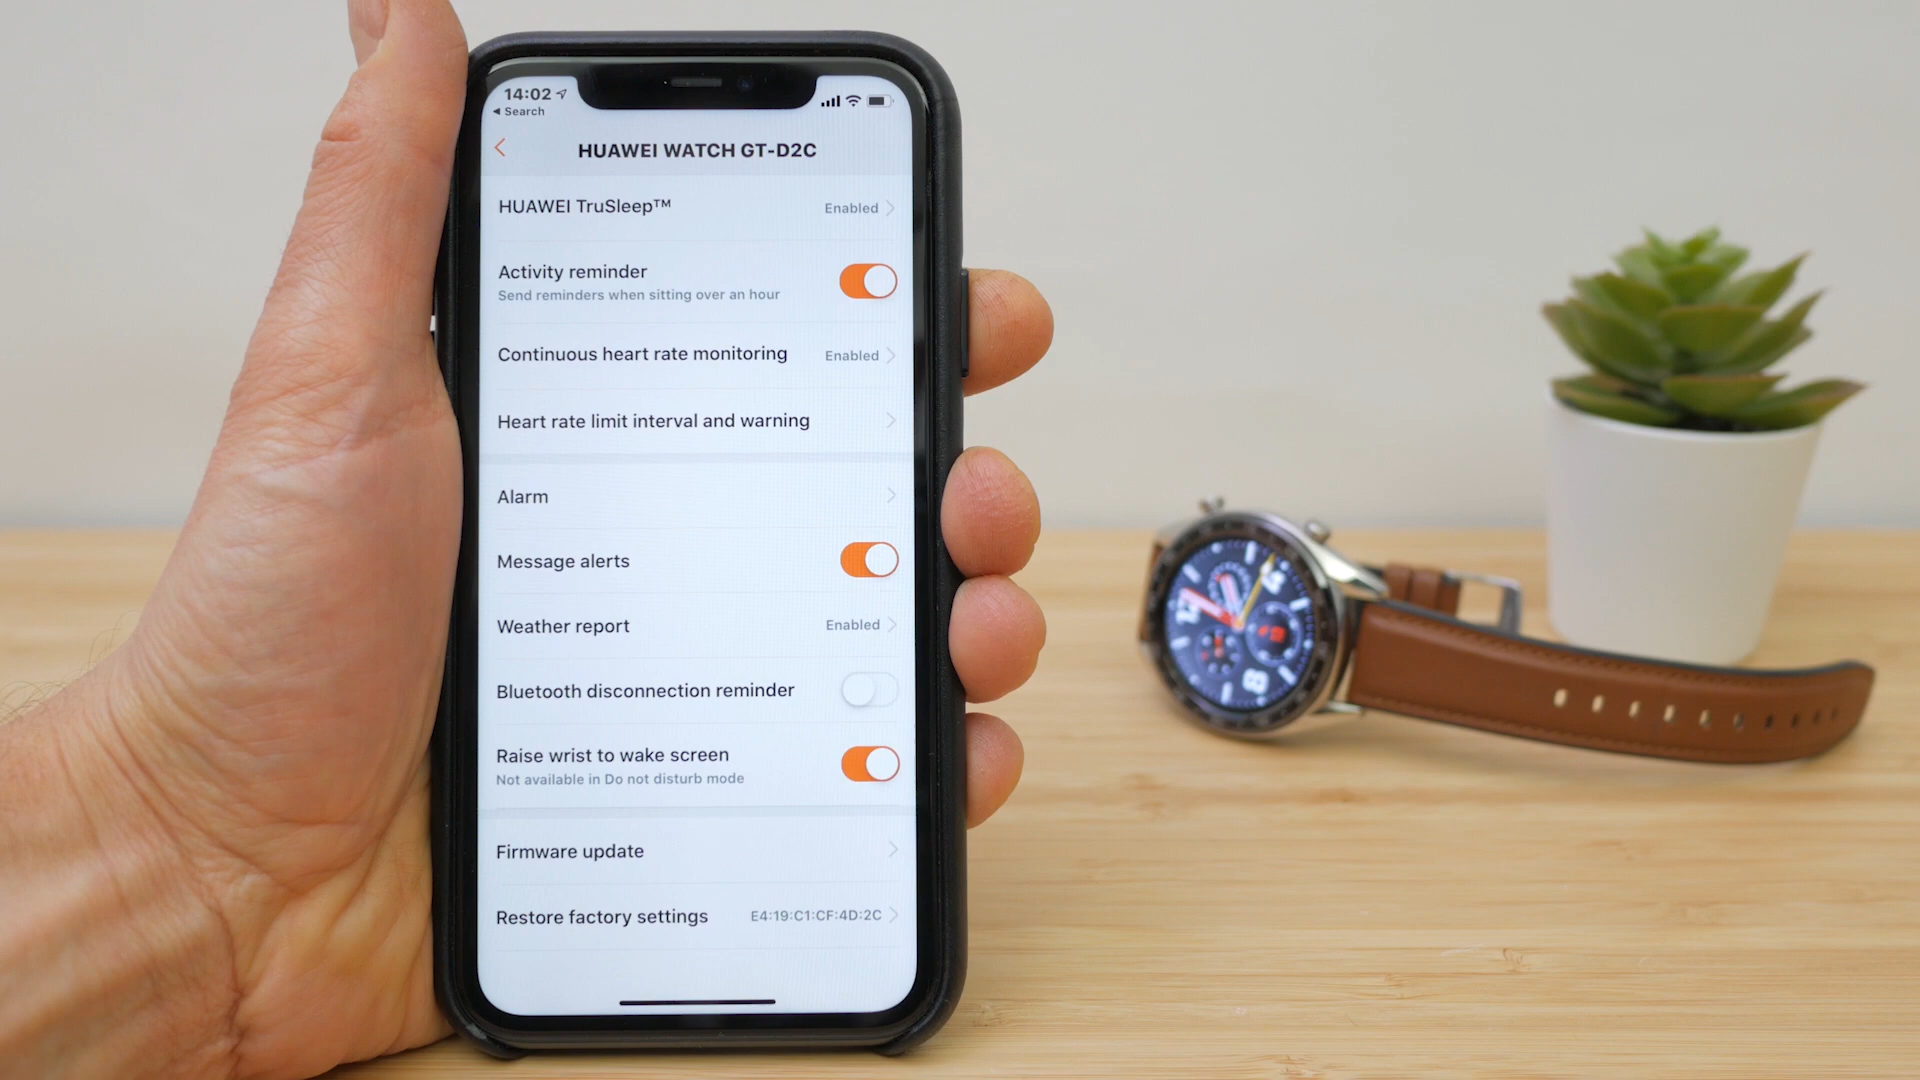 14:02
◀ Search
HUAWEI WATCH GT-D2C
HUAWEI TruSleep™ Enabled
Activity reminder
Send reminders when sitting over an hour
Continuous heart rate monitoring Enabled
Heart rate limit interval and warning
Alarm
Message alerts
Weather report Enabled
Bluetooth disconnection reminder
Raise wrist to wake screen
Not available in Do not disturb mode
Firmware update
Restore factory settings E4:19:C1:CF:4D:2C
12
8